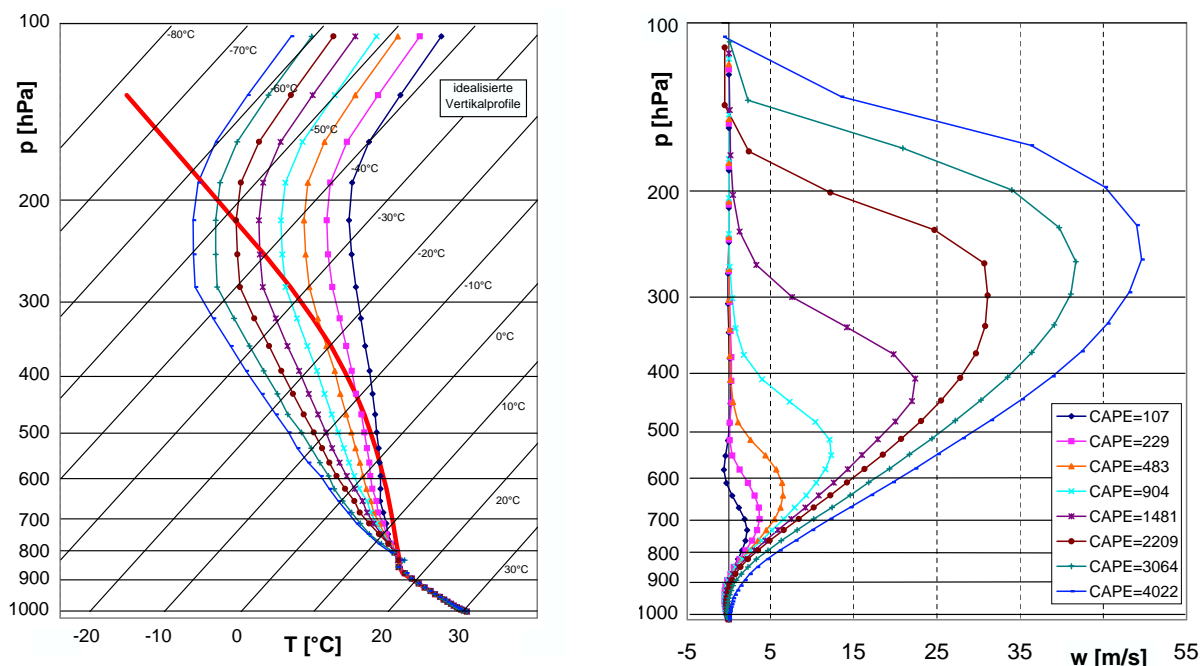 100
200
300
400
500
600
700
800
900
1000
p [hPa]
-80°C
-70°C
-60°C
-50°C
-40°C
-30°C
-20°C
-10°C
0°C
10°C
20°C
30°C
idealisierte
Vertikalprofile
-20
-10
0
10
20
30
T [°C]
100
200
300
400
500
600
700
800
900
1000
p [hPa]
CAPE=107
CAPE=229
CAPE=483
CAPE=904
CAPE=1481
CAPE=2209
CAPE=3064
CAPE=4022
-5
5
15
25
35
45
55
w [m/s]